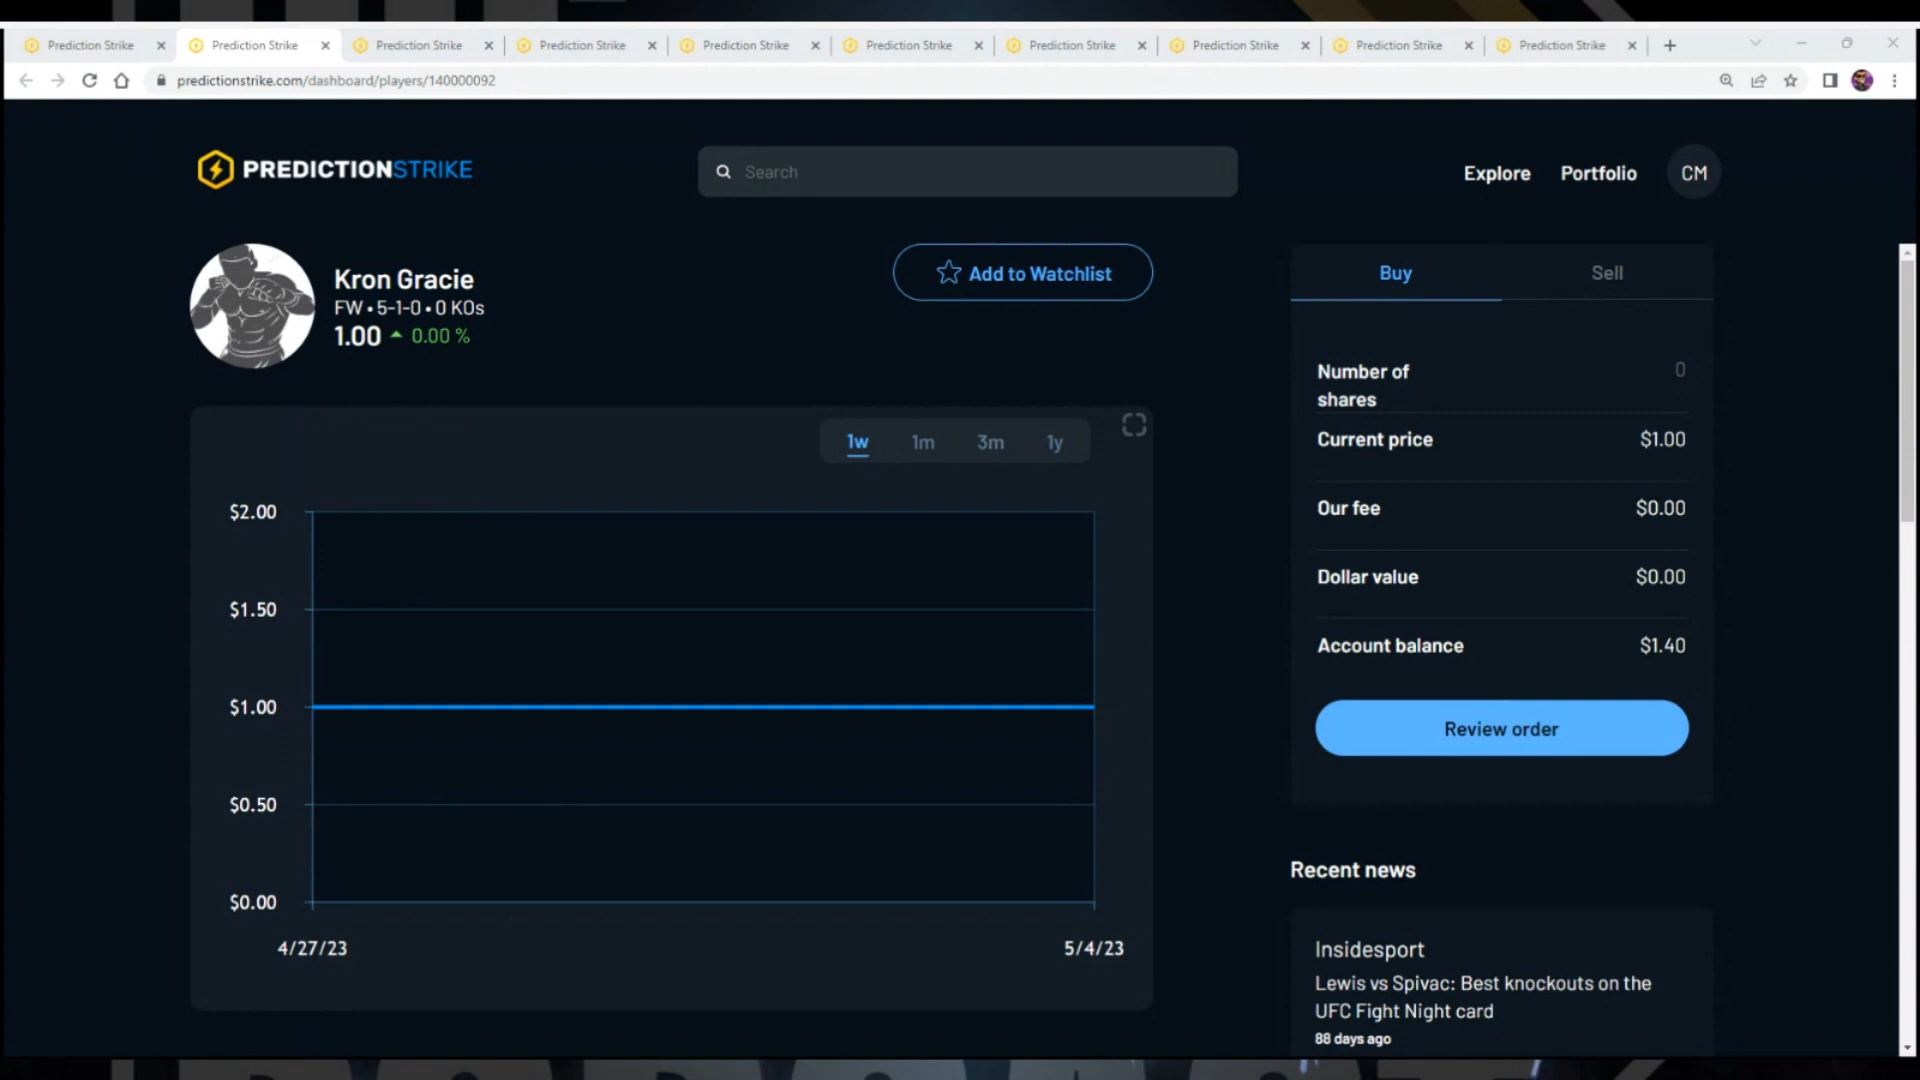 Prediction Strike
Prediction Strike
Prediction Strike
Prediction Strike
Prediction Strike
Prediction Strike
Prediction Strike
Prediction Strike
Prediction Strike
Prediction Strike
predictionstrike.com/dashboard/players/140000092
PREDICTIONSTRIKE
Search
Explore
Portfolio
CM
Kron Gracie
FW • 5-1-0 • 0 KOs
1.00 0.00 %
Add to Watchlist
Buy
Sell
Number of
shares
0
Current price
$1.00
Our fee
$0.00
Dollar value
$0.00
Account balance
$1.40
Review order
1w
1m
3m
1y
$2.00
$1.50
$1.00
$0.50
$0.00
4/27/23
5/4/23
Recent news
Insidesport
Lewis vs Spivac: Best knockouts on the
UFC Fight Night card
88 days ago